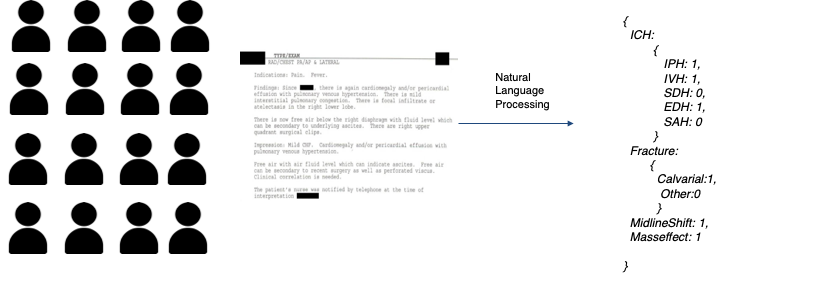 TYPE/EXAM
RAD/CHEST PA/AP & LATERAL
Indications: Pain. Fever.
Findings: Since , there is again cardiomegaly and/or pericardial
effusion with pulmonary venous hypertension. There is mild
interstitial pulmonary congestion. There is focal infiltrate or
atelectasis in the right lower lobe.
There is now free air below the right diaphragm with fluid level which
can be secondary to underlying ascites. There are right upper
quadrant surgical clips.
Impression: Mild CHF. Cardiomegaly and/or pericardial effusion with
pulmonary venous hypertension.
Free air with air fluid level which can indicate ascites. Free air
can be secondary to recent surgery as well as perforated viscus.
Clinical correlation is needed.
The patient's nurse was notified by telephone at the time of
interpretation
Natural
Language
Processing
{
ICH:
{
IPH: 1,
IVH: 1,
SDH: 0,
EDH: 1,
SAH: 0
}
Fracture:
{
Calvarial:1,
Other:0
}
MidlineShift: 1,
Masseffect: 1
}